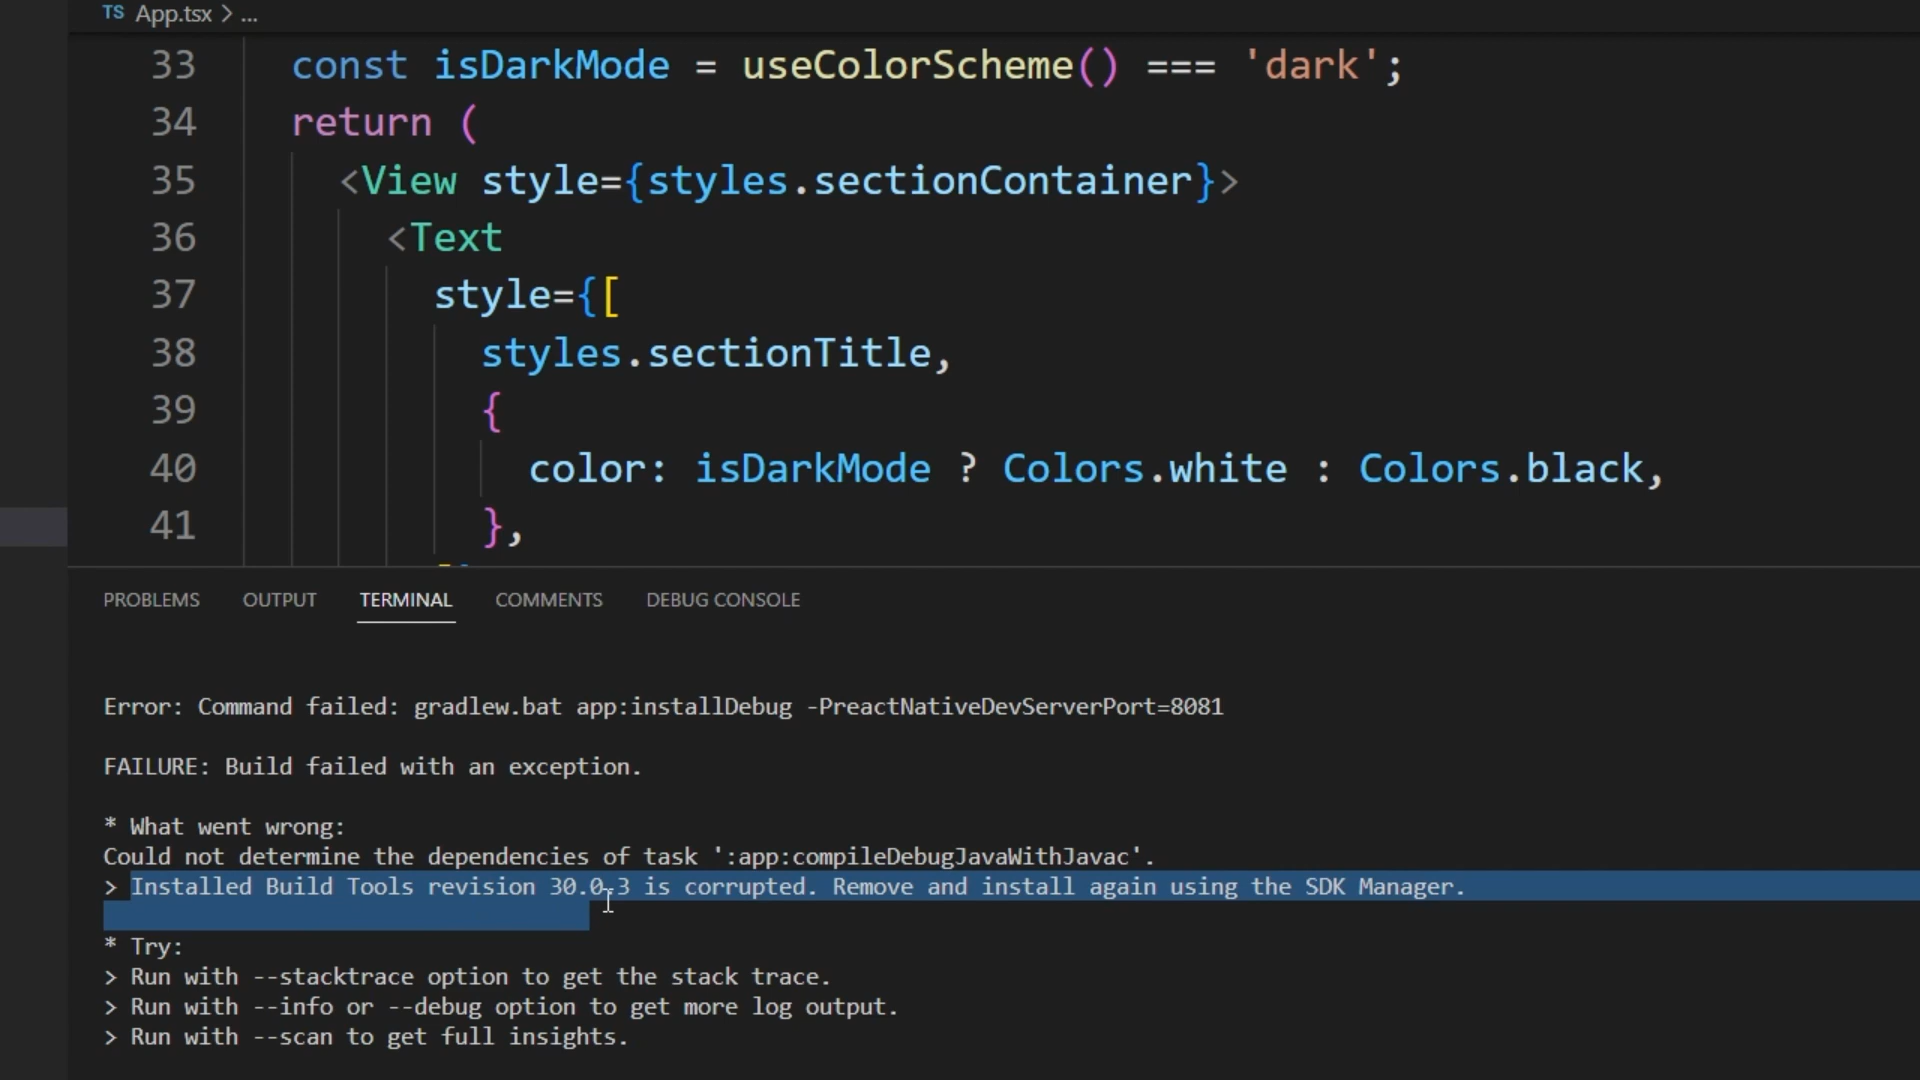 TS App.tsx > ...
33 const isDarkMode = useColorScheme() === 'dark';
34 return (
35 <View style={styles.sectionContainer}>
36 <Text
37 style={[
38 styles.sectionTitle,
39 {
40 color: isDarkMode ? Colors.white : Colors.black,
41 },
PROBLEMS OUTPUT TERMINAL COMMENTS DEBUG CONSOLE
Error: Command failed: gradlew.bat app:installDebug -PreactNativeDevServerPort=8081
FAILURE: Build failed with an exception.
* What went wrong:
Could not determine the dependencies of task ':app:compileDebugJavaWithJavac'.
> Installed Build Tools revision 30.0.3 is corrupted. Remove and install again using the SDK Manager.
* Try:
> Run with --stacktrace option to get the stack trace.
> Run with --info or --debug option to get more log output.
> Run with --scan to get full insights.